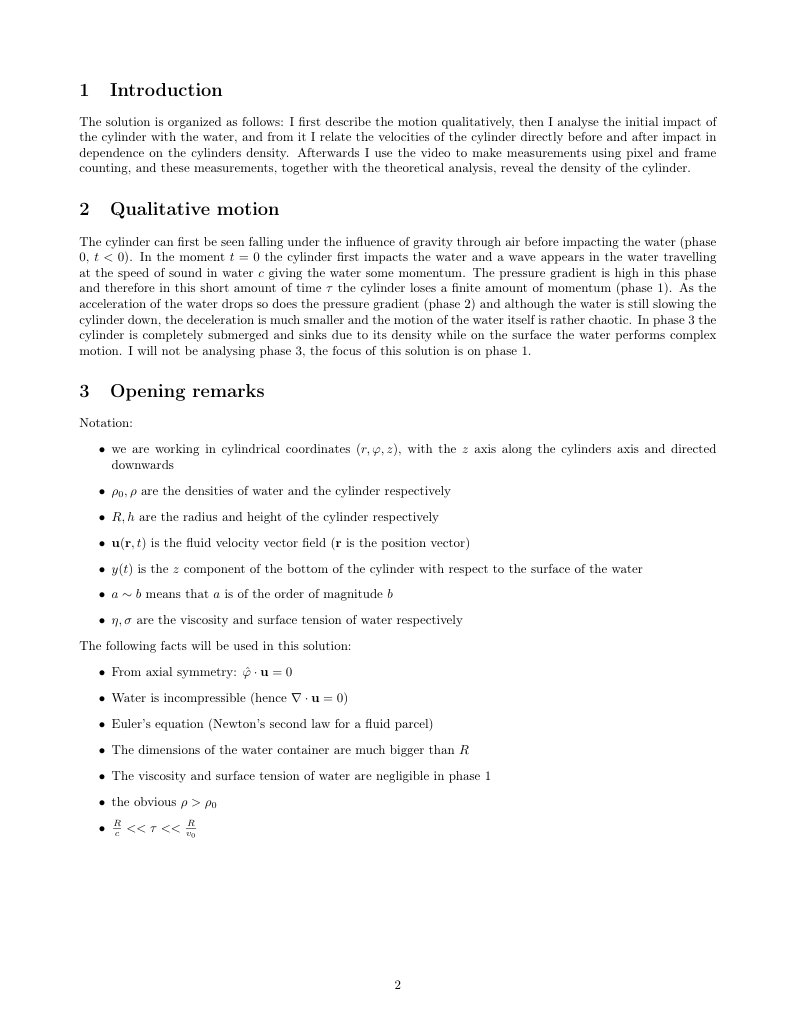 1 Introduction
The solution is organized as follows: I first describe the motion qualitatively, then I analyse the initial impact of
the cylinder with the water, and from it I relate the velocities of the cylinder directly before and after impact in
dependence on the cylinders density. Afterwards I use the video to make measurements using pixel and frame
counting, and these measurements, together with the theoretical analysis, reveal the density of the cylinder.
2 Qualitative motion
The cylinder can first be seen falling under the influence of gravity through air before impacting the water (phase
0, t < 0). In the moment t = 0 the cylinder first impacts the water and a wave appears in the water travelling
at the speed of sound in water c giving the water some momentum. The pressure gradient is high in this phase
and therefore in this short amount of time τ the cylinder loses a finite amount of momentum (phase 1). As the
acceleration of the water drops so does the pressure gradient (phase 2) and although the water is still slowing the
cylinder down, the deceleration is much smaller and the motion of the water itself is rather chaotic. In phase 3 the
cylinder is completely submerged and sinks due to its density while on the surface the water performs complex
motion. I will not be analysing phase 3, the focus of this solution is on phase 1.
3 Opening remarks
Notation:
• we are working in cylindrical coordinates (r, φ, z), with the z axis along the cylinders axis and directed
downwards
• ρ₀, ρ are the densities of water and the cylinder respectively
• R, h are the radius and height of the cylinder respectively
• u(r, t) is the fluid velocity vector field (r is the position vector)
• y(t) is the z component of the bottom of the cylinder with respect to the surface of the water
• a ∼ b means that a is of the order of magnitude b
• η, σ are the viscosity and surface tension of water respectively
The following facts will be used in this solution:
• From axial symmetry: φ̂ · u = 0
• Water is incompressible (hence ∇ · u = 0)
• Euler's equation (Newton's second law for a fluid parcel)
• The dimensions of the water container are much bigger than R
• The viscosity and surface tension of water are negligible in phase 1
• the obvious ρ > ρ₀
• R/c << τ << R/v₀
2